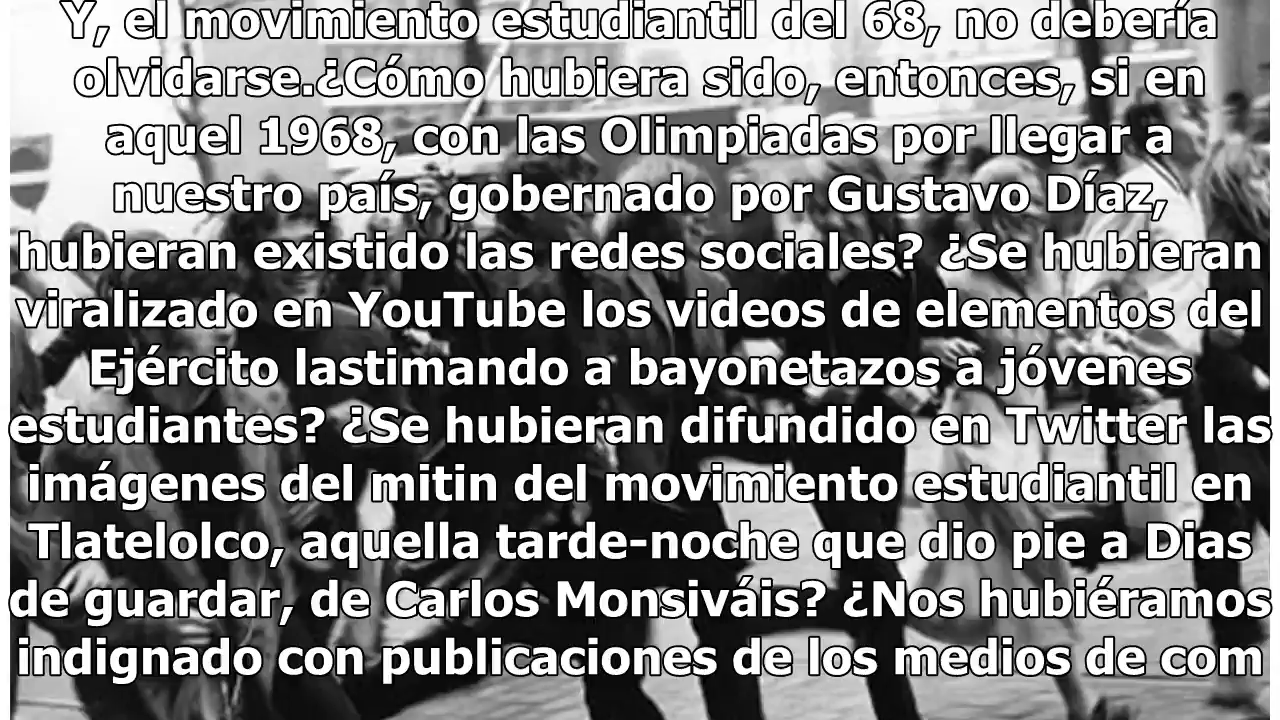 Y, el movimiento estudiantil del 68, no debería
olvidarse.¿Cómo hubiera sido, entonces, si en
aquel 1968, con las Olimpiadas por llegar a
nuestro país, gobernado por Gustavo Díaz,
hubieran existido las redes sociales? ¿Se hubieran
viralizado en YouTube los videos de elementos del
Ejército lastimando a bayonetazos a jóvenes
estudiantes? ¿Se hubieran difundido en Twitter las
imágenes del mitin del movimiento estudiantil en
Tlatelolco, aquella tarde-noche que dio pie a Dias
de guardar, de Carlos Monsiváis? ¿Nos hubiéramos
indignado con publicaciones de los medios de com